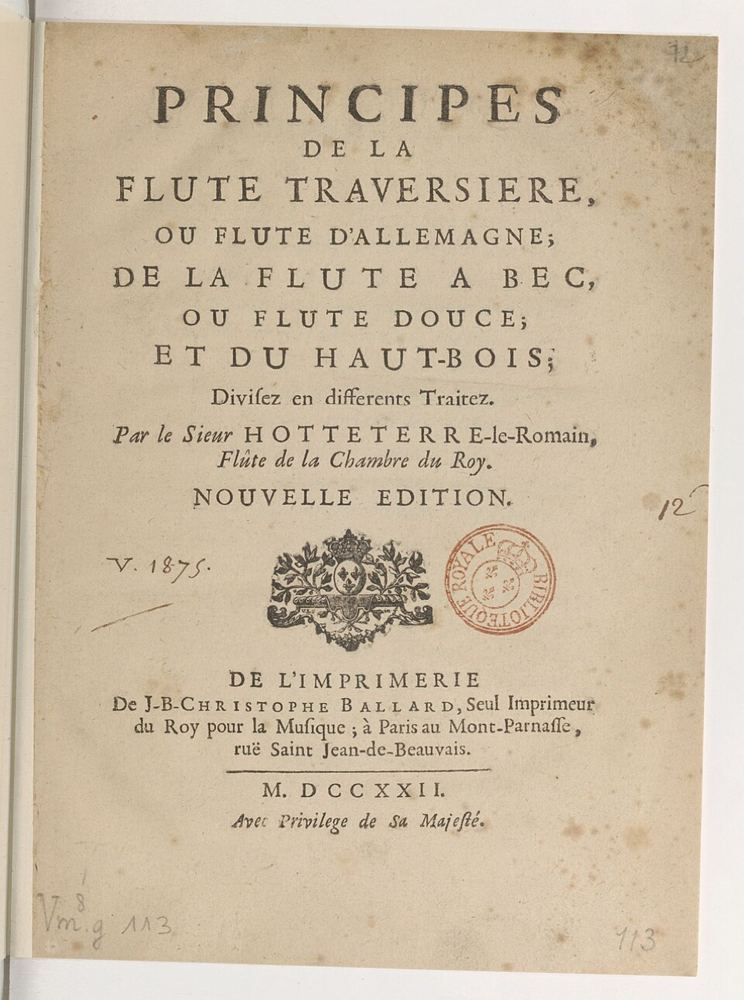 72
PRINCIPES
DE LA
FLUTE TRAVERSIERE,
OU FLUTE D'ALLEMAGNE;
DE LA FLUTE A BEC,
OU FLUTE DOUCE;
ET DU HAUT-BOIS;
Diviſez en differents Traitez.
Par le Sieur HOTTETERRE-le-Romain,
Flûte de la Chambre du Roy.
NOUVELLE EDITION.
12
V. 1875.
BIBLIOTEQUE ROYALE
DE L'IMPRIMERIE
De J-B-CHRISTOPHE BALLARD, Seul Imprimeur
du Roy pour la Muſique ; à Paris au Mont-Parnaſſe,
ruë Saint Jean-de-Beauvais.
M. DCCXXII.
Avec Privilege de Sa Majeſté.
Vm 8 g 113
113